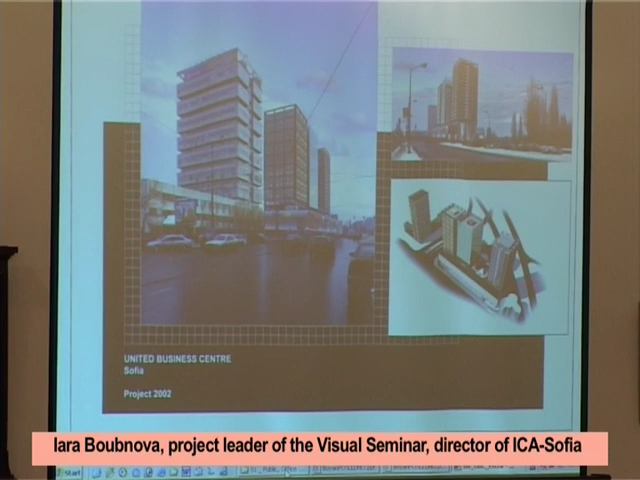 UNITED BUSINESS CENTRE
Sofia
Project 2002
Iara Boubnova, project leader of the Visual Seminar, director of ICA-Sofia
Start